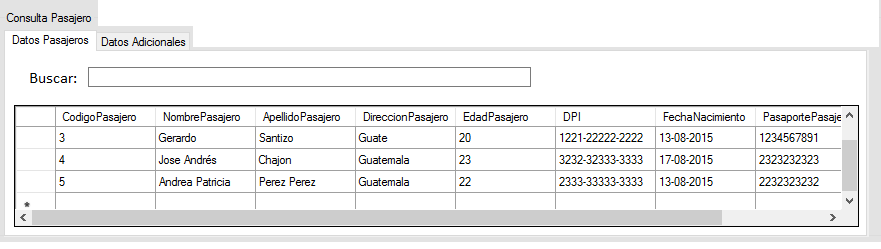 Consulta Pasajero
Datos Pasajeros Datos Adicionales
Buscar:
CodigoPasajero NombrePasajero ApellidoPasajero DireccionPasajero EdadPasajero DPI FechaNacimiento PasaportePasaje
3 Gerardo Santizo Guate 20 1221-22222-2222 13-08-2015 1234567891
4 Jose Andrés Chajon Guatemala 23 3232-32333-3333 17-08-2015 2323232323
5 Andrea Patricia Perez Perez Guatemala 22 2333-33333-3333 13-08-2015 2232323232
*